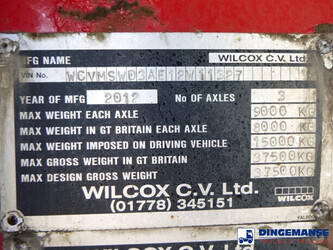 MFG NAME WILCOX C.V. Ltd.
VIN No.
YEAR OF MFG 2012 No OF AXLES 3
MAX WEIGHT EACH AXLE 9000 KG
MAX WEIGHT IN GT BRITAIN EACH AXLE 8000 KG
MAX WEIGHT IMPOSED ON DRIVING VEHICLE 15000 KG
MAX GROSS WEIGHT IN GT BRITAIN 37500 KG
MAX DESIGN GROSS WEIGHT 37500 KG
WILCOX
WILCOX C.V. Ltd.
(01778) 345151
DINGEMANSE